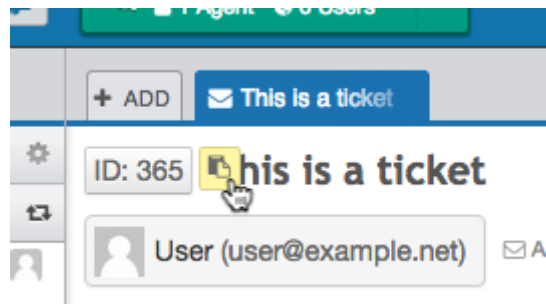 1 Agent 0 Users
+ ADD
This is a ticket
ID: 365
his is a ticket
User (user@example.net)
A